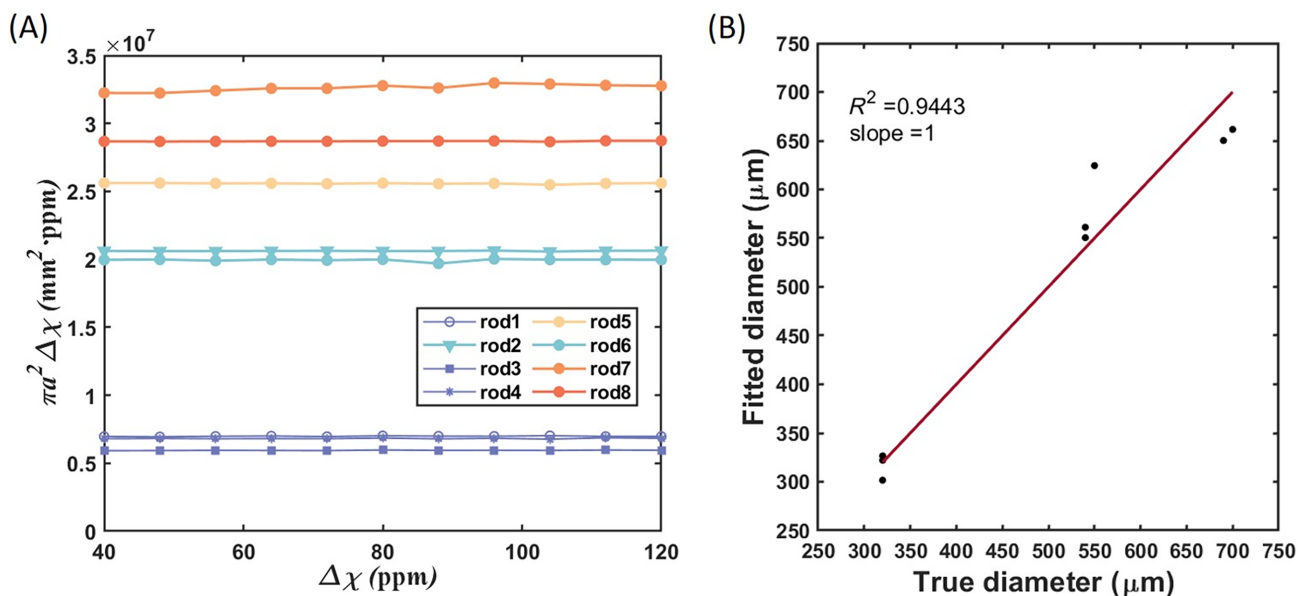 (A)
×10⁷
3.5
3
2.5
2
1.5
1
0.5
0
40
60
80
100
120
πa² Δχ (mm²·ppm)
Δχ (ppm)
rod1
rod2
rod3
rod4
rod5
rod6
rod7
rod8
(B)
750
700
650
600
550
500
450
400
350
300
250
Fitted diameter (μm)
R² =0.9443
slope =1
250 300 350 400 450 500 550 600 650 700 750
True diameter (μm)